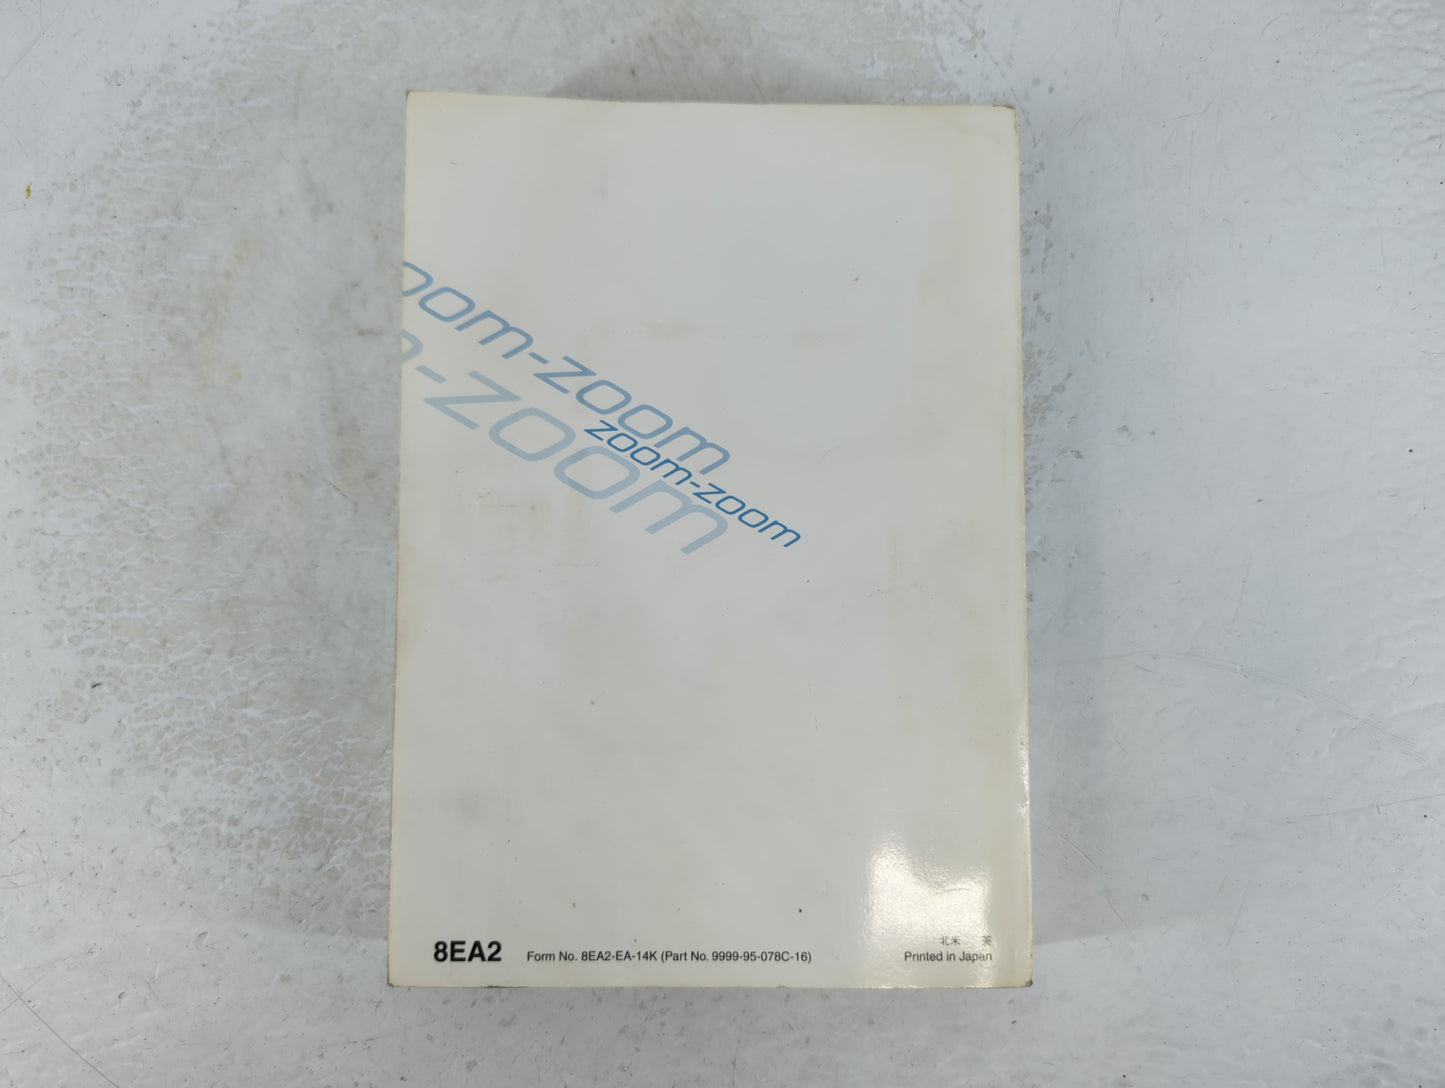 oom-zoom
-zoom
zoom-zoom
8EA2
Form No. 8EA2-EA-14K (Part No. 9999-95-078C-16)
北米 英
Printed in Japan